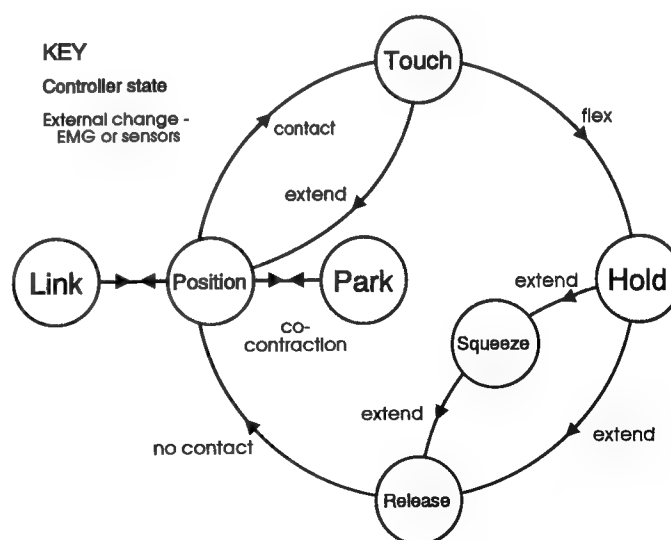 KEY
Controller state
External change -
EMG or sensors
Touch
contact
flex
extend
Link
Position
Park
Hold
extend
co-
contraction
Squeeze
extend
extend
no contact
Release